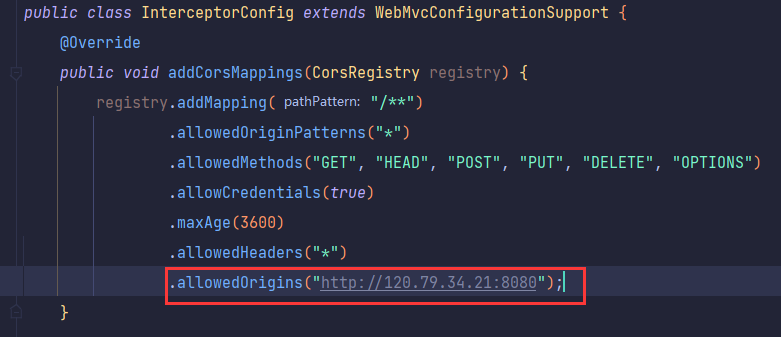 public class InterceptorConfig extends WebMvcConfigurationSupport {
@Override
public void addCorsMappings(CorsRegistry registry) {
registry.addMapping( pathPattern: "/**")
.allowedOriginPatterns("*")
.allowedMethods("GET", "HEAD", "POST", "PUT", "DELETE", "OPTIONS")
.allowCredentials(true)
.maxAge(3600)
.allowedHeaders("*")
.allowedOrigins("http://120.79.34.21:8080");
}